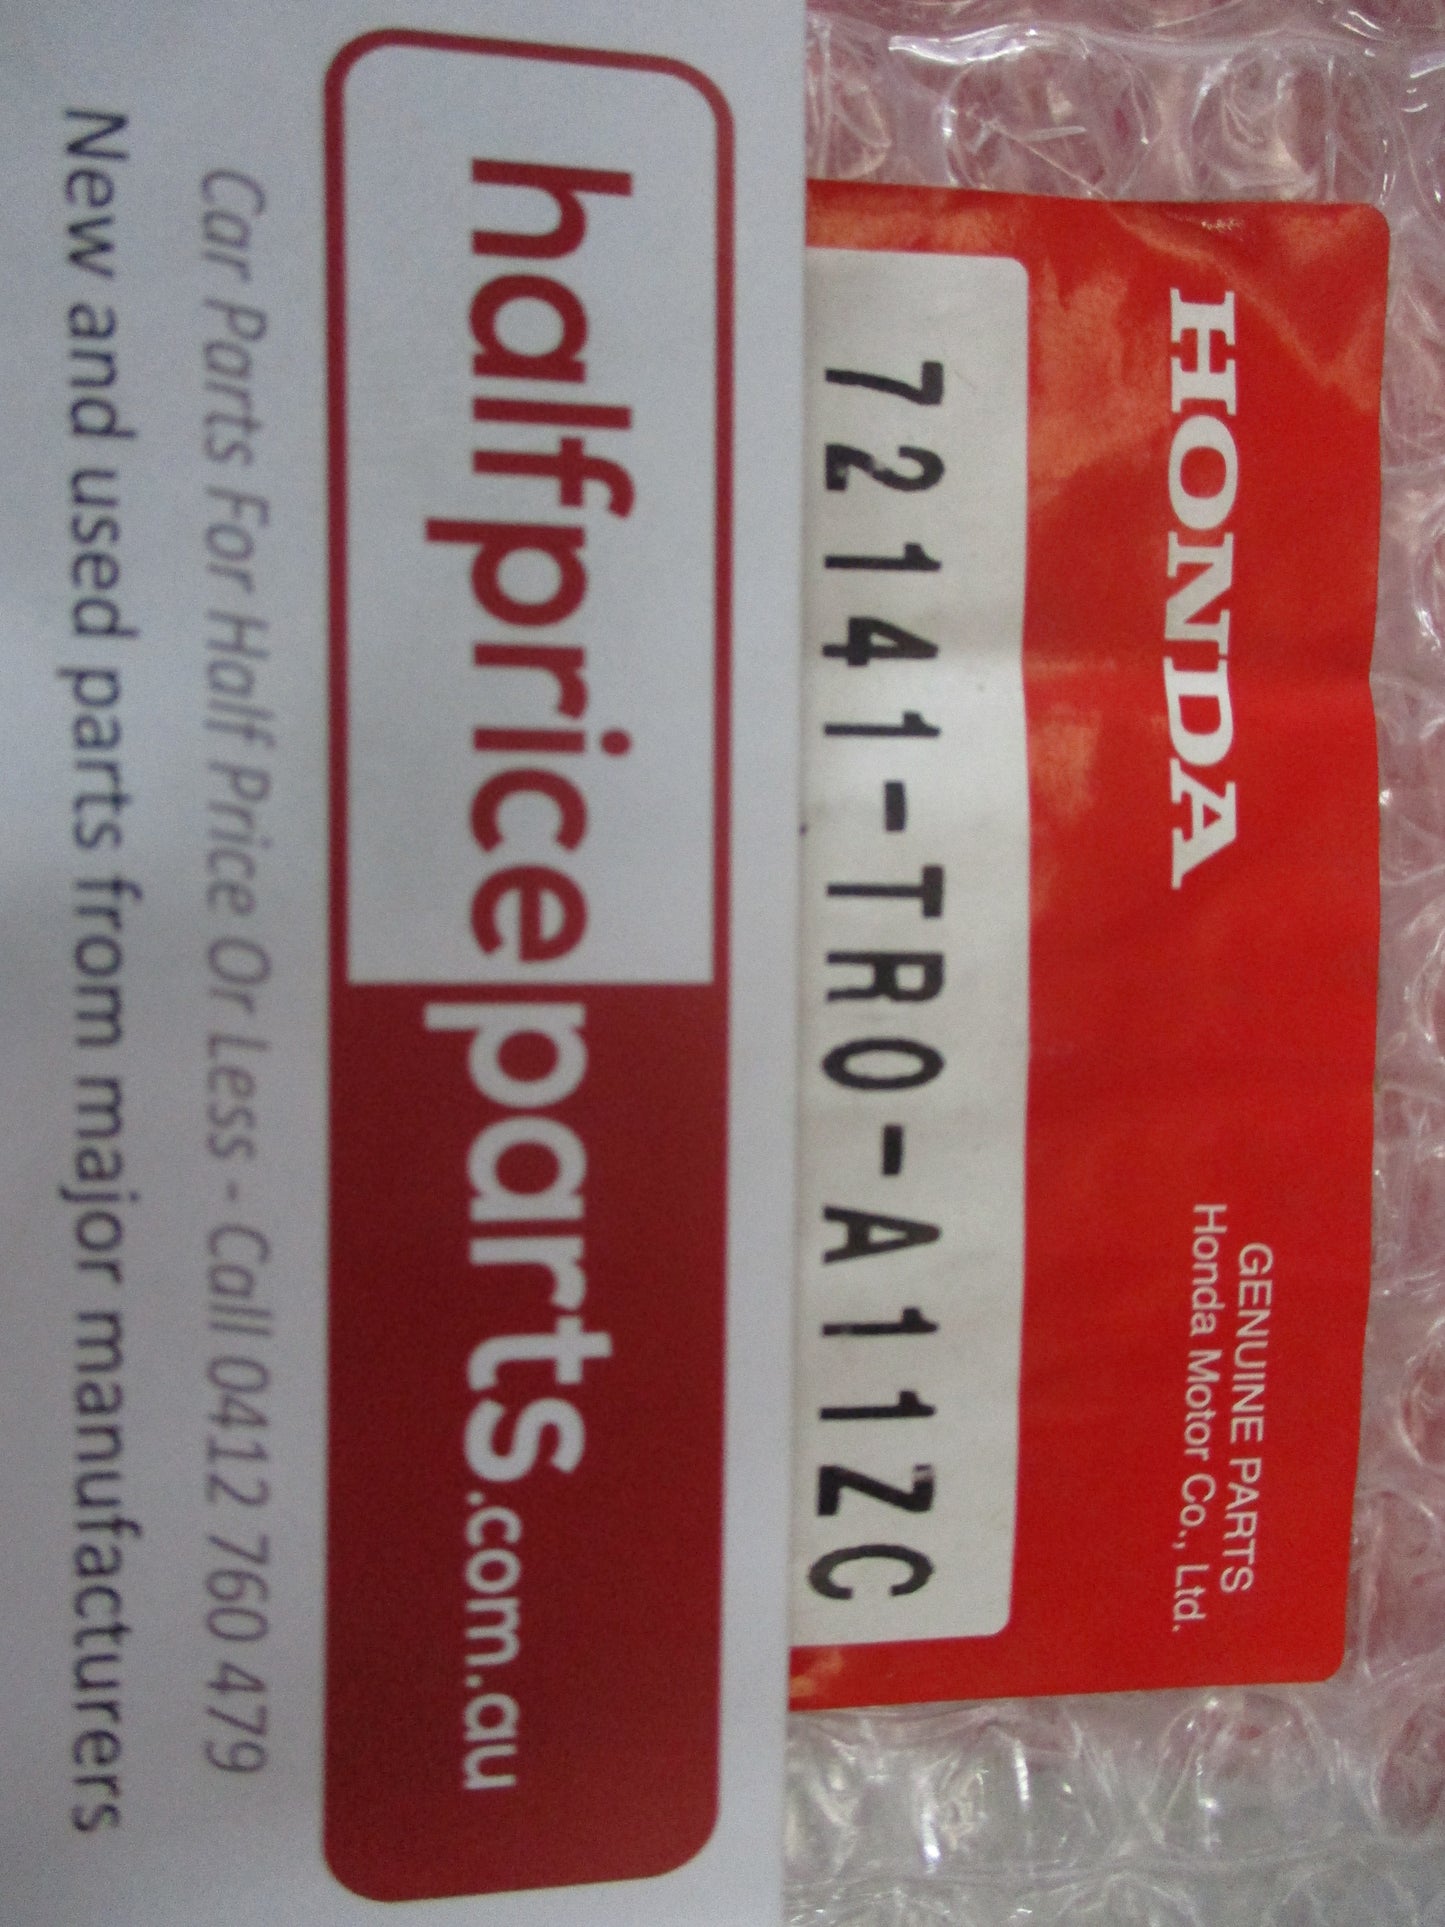 HONDA
GENUINE PARTS
Honda Motor Co., Ltd.
72141-TR0-A11ZC
halfpriceparts.com.au
Car Parts For Half Price Or Less - Call 0412 760 479
New and used parts from major manufacturers